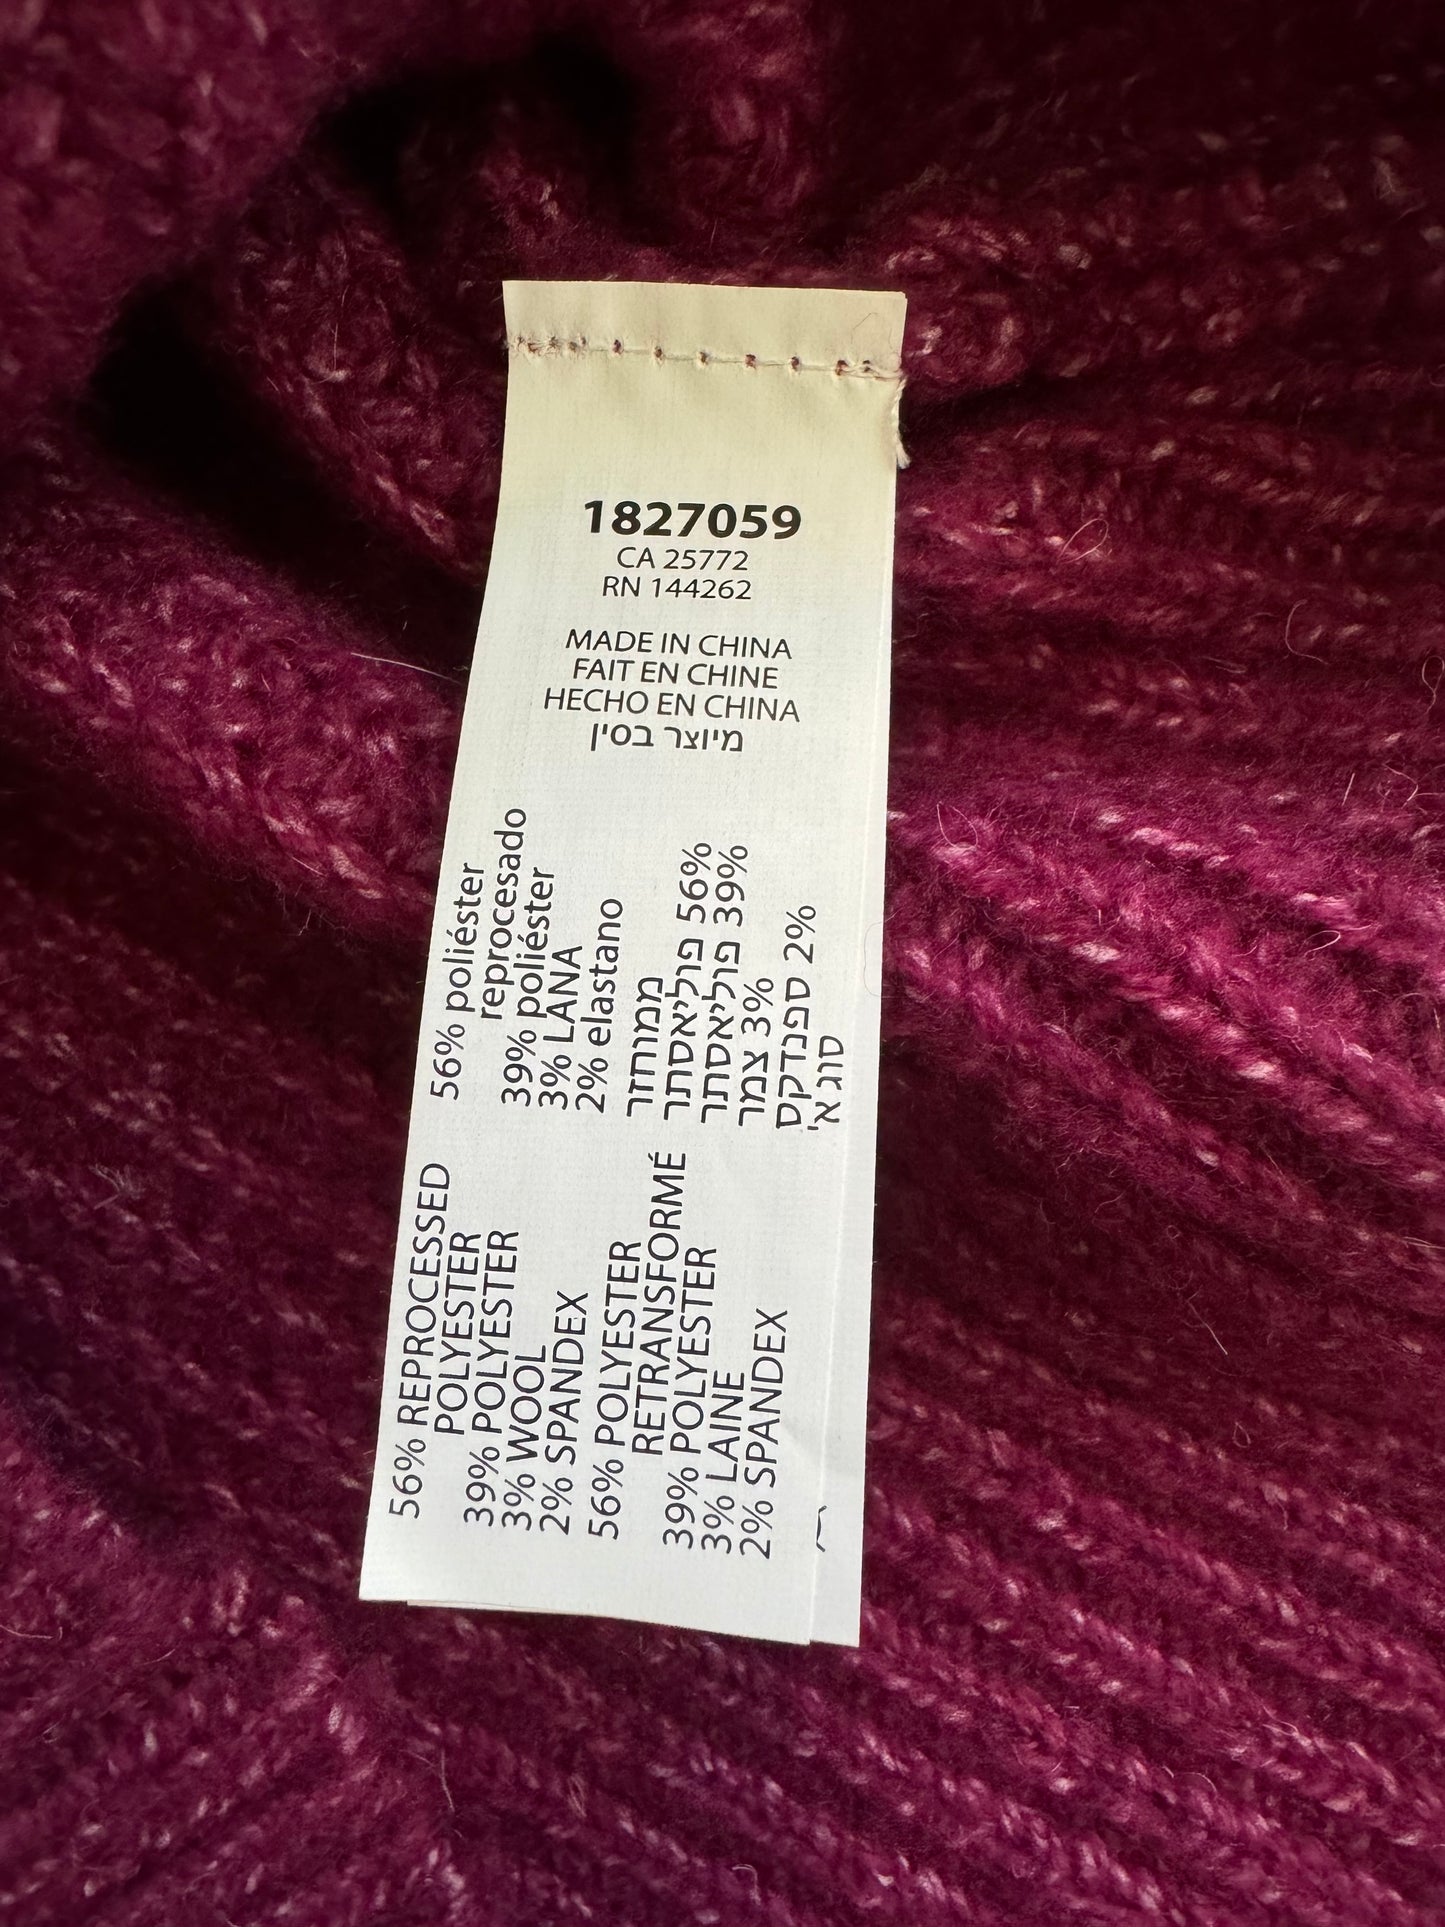 1827059
CA 25772
RN 144262
MADE IN CHINA
FAIT EN CHINE
HECHO EN CHINA
מיוצר בסין
56% REPROCESSED
POLYESTER
39% POLYESTER
3% WOOL
2% SPANDEX
56% POLYESTER
RETRANSFORMÉ
39% POLYESTER
3% LAINE
2% SPANDEX
56% poliéster
reprocesado
39% poliéster
3% LANA
2% elastano
ממוחזר
56% פוליאסתר
39% פוליאסתר
3% צמר
2% ספנדקס
סוג א'